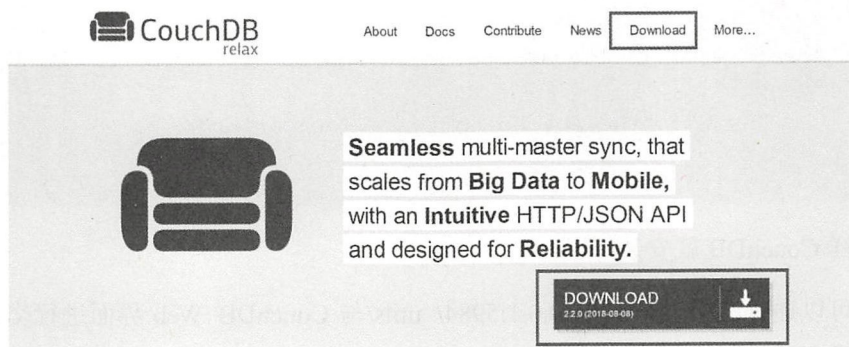 CouchDB
relax
About Docs Contribute News Download More...
Seamless multi-master sync, that
scales from Big Data to Mobile,
with an Intuitive HTTP/JSON API
and designed for Reliability.
DOWNLOAD
2.2.0 (2018-08-08)